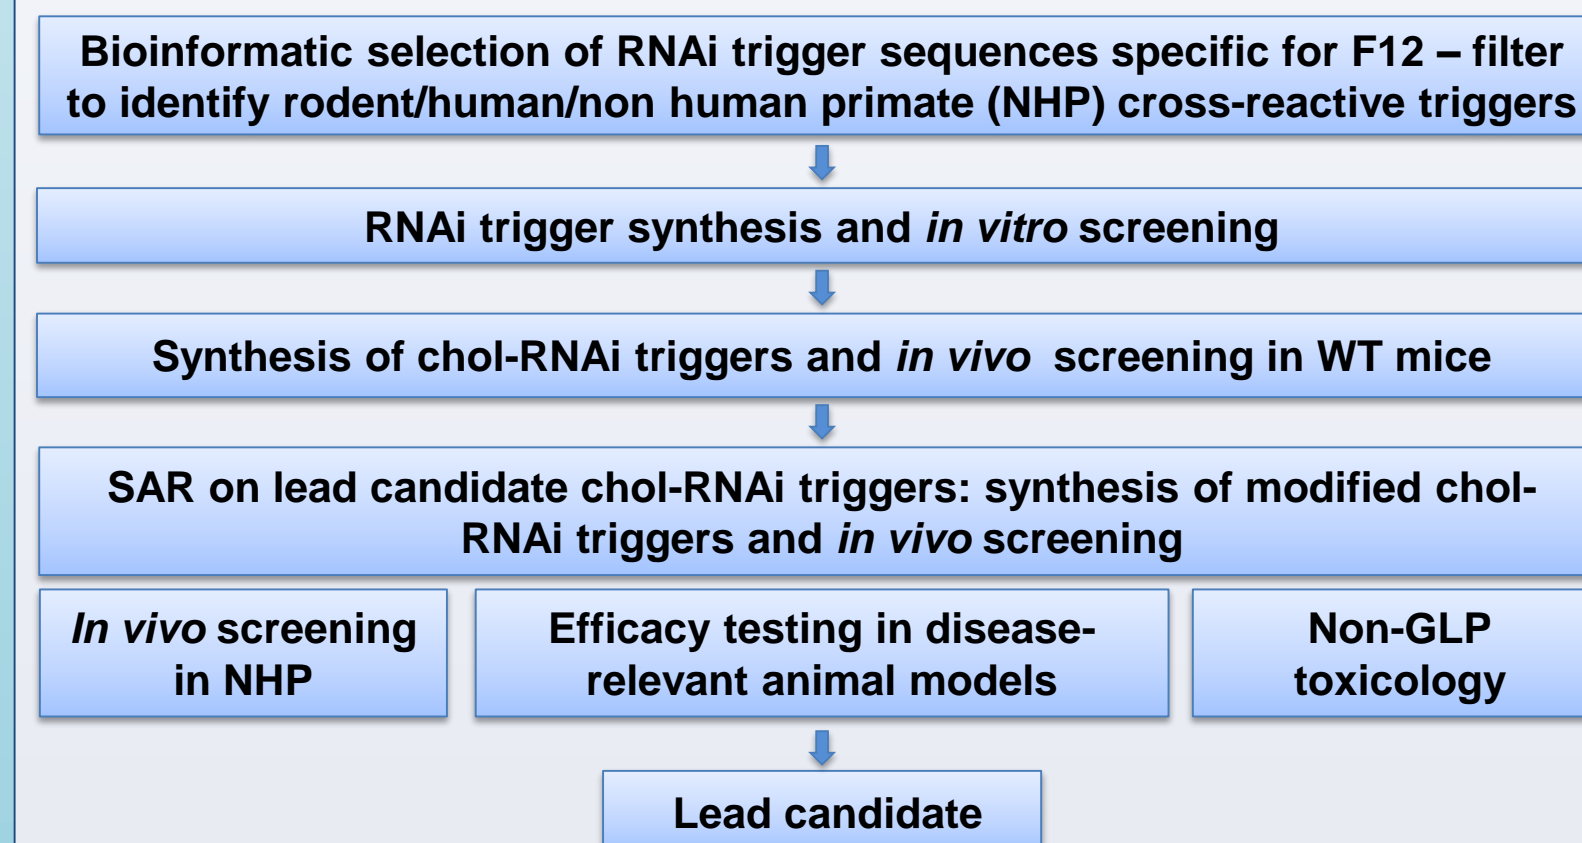 Bioinformatic selection of RNAi trigger sequences specific for F12 – filter
to identify rodent/human/non human primate (NHP) cross-reactive triggers
RNAi trigger synthesis and in vitro screening
Synthesis of chol-RNAi triggers and in vivo screening in WT mice
SAR on lead candidate chol-RNAi triggers: synthesis of modified chol-
RNAi triggers and in vivo screening
In vivo screening
in NHP
Efficacy testing in disease-
relevant animal models
Non-GLP
toxicology
Lead candidate